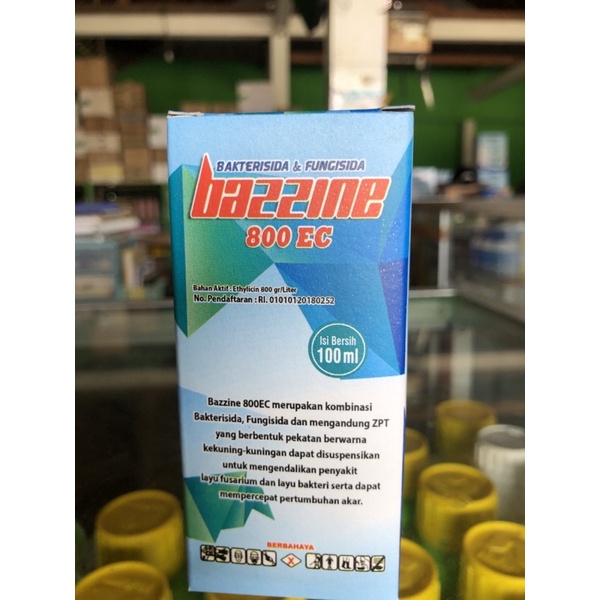 BAKTERISIDA & FUNGISIDA
bazzine
800 EC
Bahan Aktif : Ethylicin 800 gr/Liter
No. Pendaftaran : RI. 01010120180252
Isi Bersih
100 ml
Bazzine 800EC merupakan kombinasi
Bakterisida, Fungisida dan mengandung ZPT
yang berbentuk pekatan berwarna
kekuning-kuningan dapat disuspensikan
untuk mengendalikan penyakit
layu fusarium dan layu bakteri serta dapat
mempercepat pertumbuhan akar.
BERBAHAYA
X